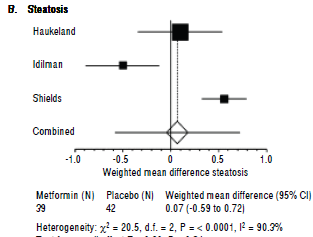 B. Steatosis
Haukeland
Idilman
Shields
Combined
-1.0 -0.5 0 0.5 1.0
Weighted mean difference steatosis
Metformin (N) Placebo (N) Weighted mean difference (95% CI)
39 42 0.07 (-0.59 to 0.72)
Heterogeneity: χ² = 20.5, d.f. = 2, P = < 0.0001, I² = 90.3%